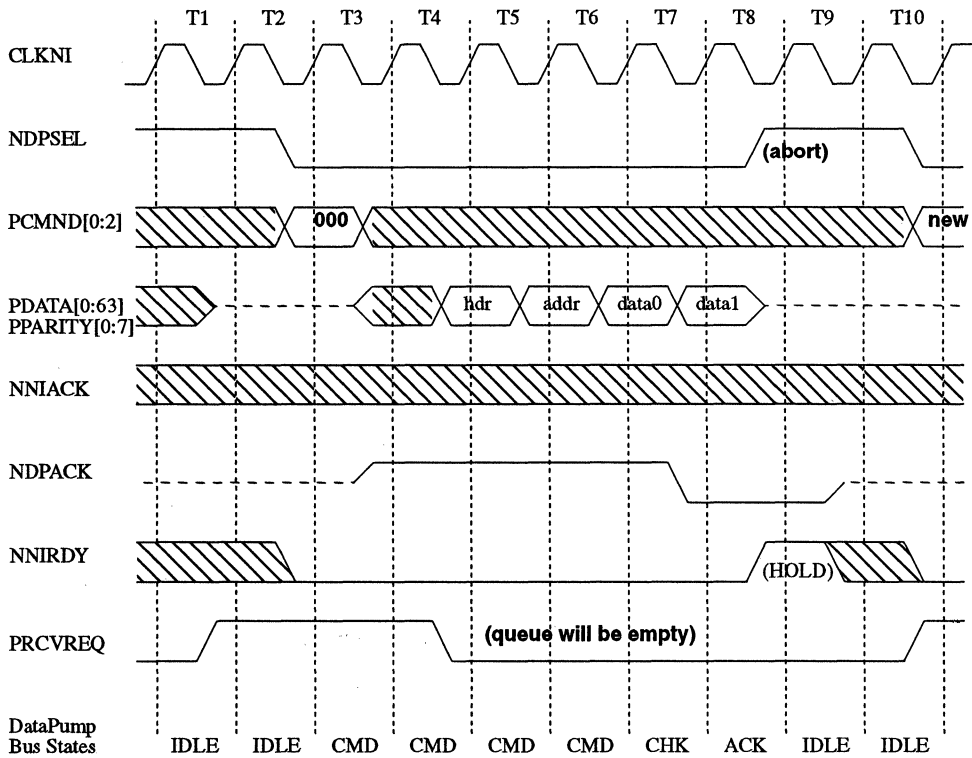 T1 T2 T3 T4 T5 T6 T7 T8 T9 T10
CLKNI
NDPSEL
(abort)
PCMND[0:2]
000
new
PDATA[0:63]
PPARITY[0:7]
hdr addr data0 data1
NNIACK
NDPACK
NNIRDY
(HOLD)
PRCVREQ
(queue will be empty)
DataPump
Bus States
IDLE IDLE CMD CMD CMD CMD CHK ACK IDLE IDLE